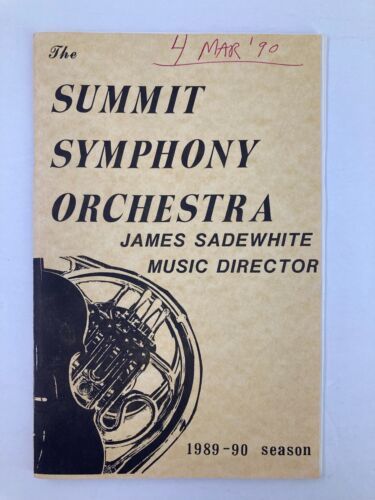 4 MAR '90
The
SUMMIT
SYMPHONY
ORCHESTRA
JAMES SADEWHITE
MUSIC DIRECTOR
1989-90 season